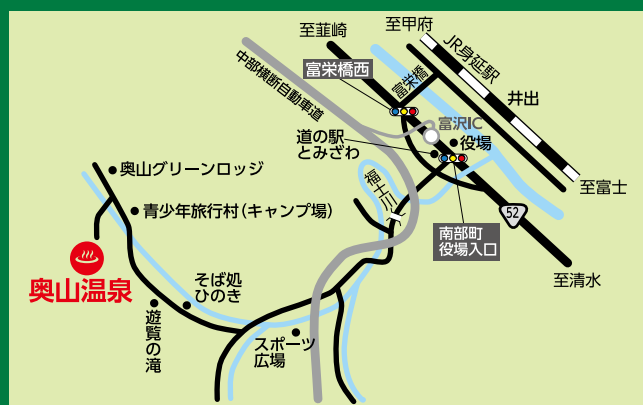 至韮崎
至甲府
JR身延駅
中部横断自動車道
富栄橋西
富栄橋
井出
富沢IC
道の駅
とみざわ
役場
奥山グリーンロッジ
福士川
至富士
青少年旅行村(キャンプ場)
52
南部町
役場入口
奥山温泉
そば処
ひのき
至清水
遊覧の滝
スポーツ
広場